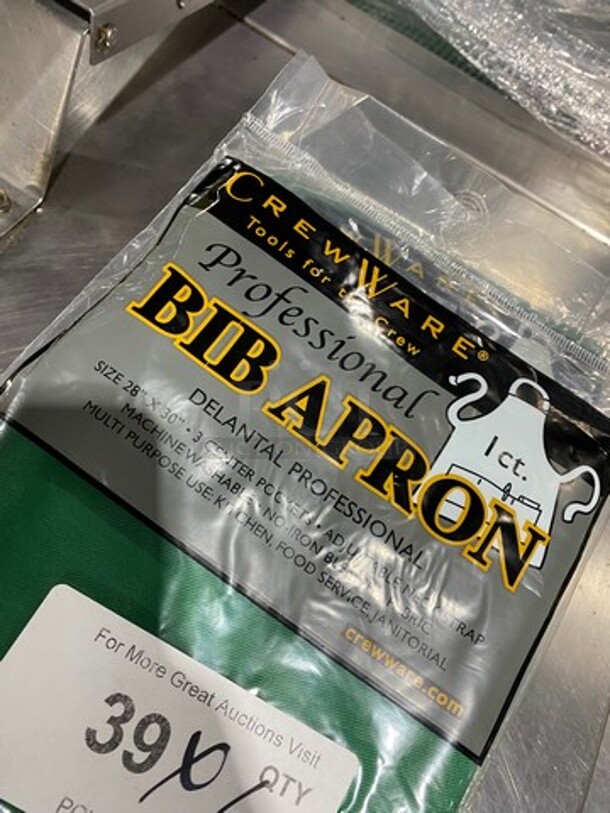 CREWWARE®
Tools for the Crew
Professional
BIB APRON
1 ct.
DELANTAL PROFESSIONAL
SIZE 28" X 30" • 3 CENTER POCKETS • ADJUSTABLE NECK STRAP
MACHINE WASHABLE, NO IRON FABRIC
MULTI PURPOSE USE: KITCHEN, FOOD SERVICE, JANITORIAL
crewware.com
For More Great Auctions Visit
39
QTY